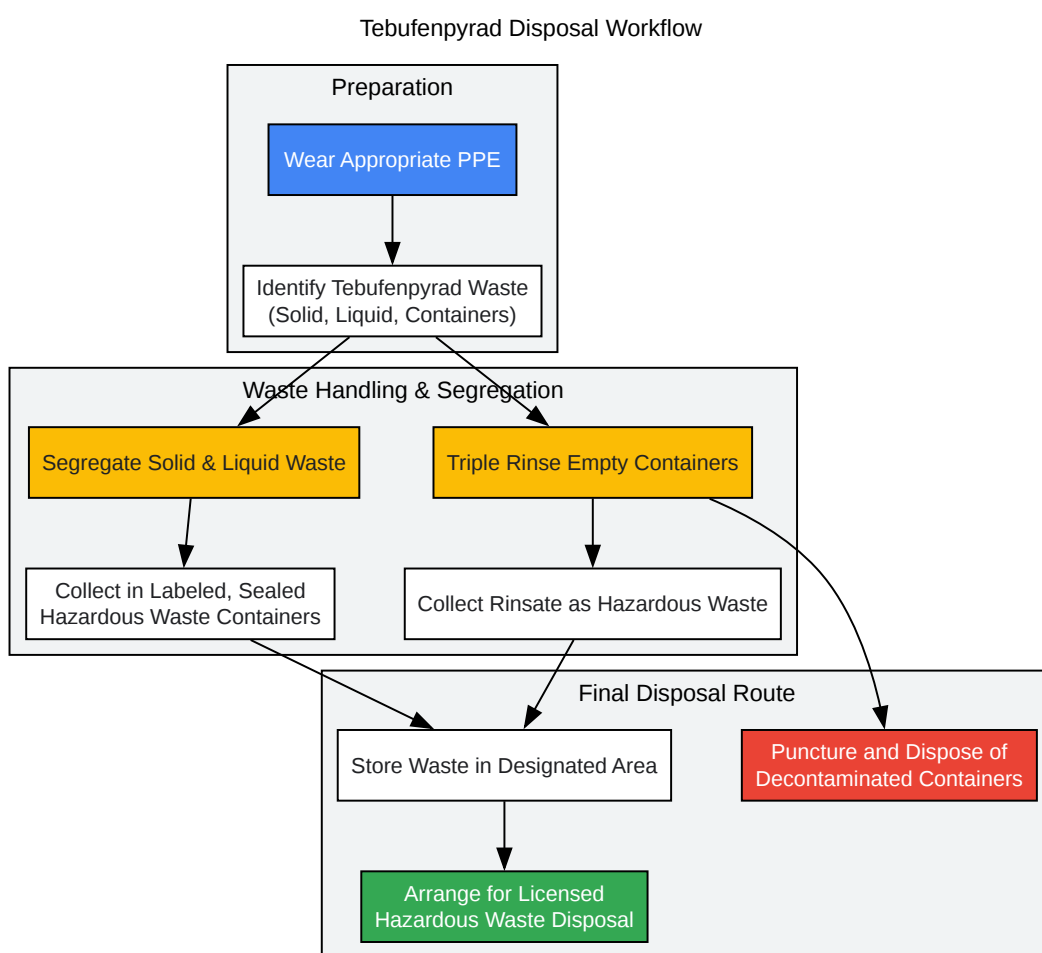 Tebufenpyrad Disposal Workflow
Preparation
Wear Appropriate PPE
Identify Tebufenpyrad Waste
(Solid, Liquid, Containers)
Waste Handling & Segregation
Segregate Solid & Liquid Waste
Triple Rinse Empty Containers
Collect in Labeled, Sealed
Hazardous Waste Containers
Collect Rinsate as Hazardous Waste
Final Disposal Route
Store Waste in Designated Area
Puncture and Dispose of
Decontaminated Containers
Arrange for Licensed
Hazardous Waste Disposal